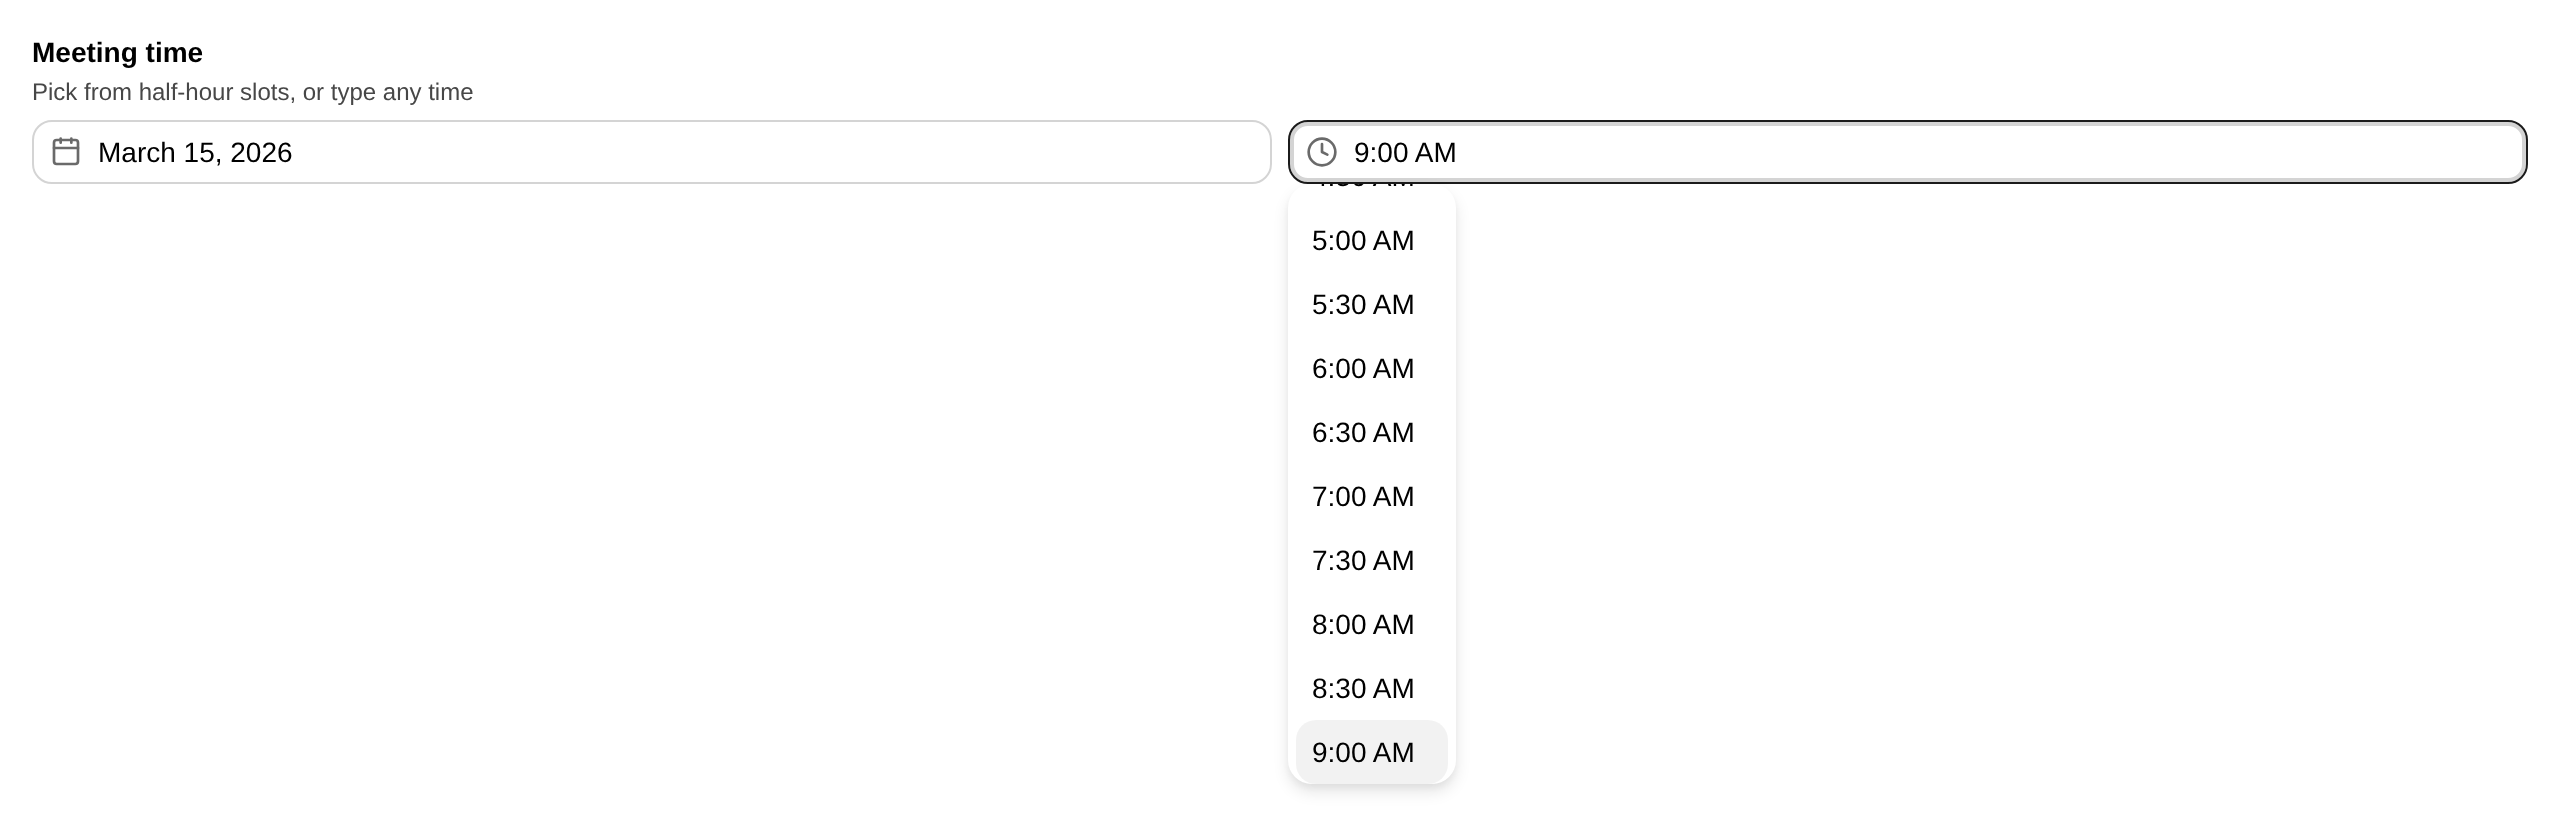 Meeting time
Pick from half-hour slots, or type any time
March 15, 2026
9:00 AM
5:00 AM
5:30 AM
6:00 AM
6:30 AM
7:00 AM
7:30 AM
8:00 AM
8:30 AM
9:00 AM